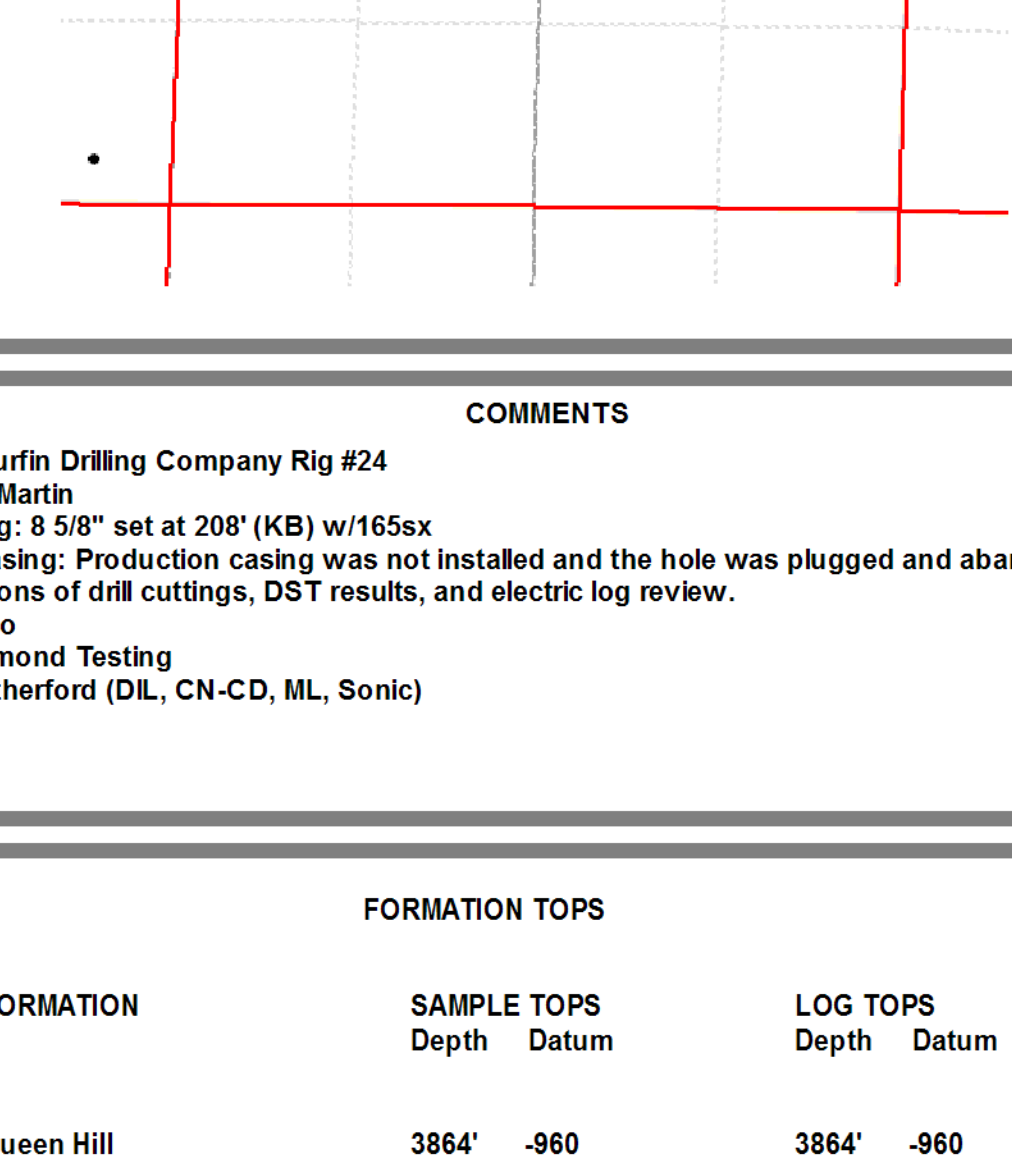 COMMENTS
urfin Drilling Company Rig #24
Martin
g: 8 5/8" set at 208' (KB) w/165sx
asing: Production casing was not installed and the hole was plugged and aba
ons of drill cuttings, DST results, and electric log review.
o
mond Testing
therford (DIL, CN-CD, ML, Sonic)
FORMATION TOPS
ORMATION SAMPLE TOPS LOG TOPS
Depth Datum Depth Datum
ueen Hill 3864' -960 3864' -960